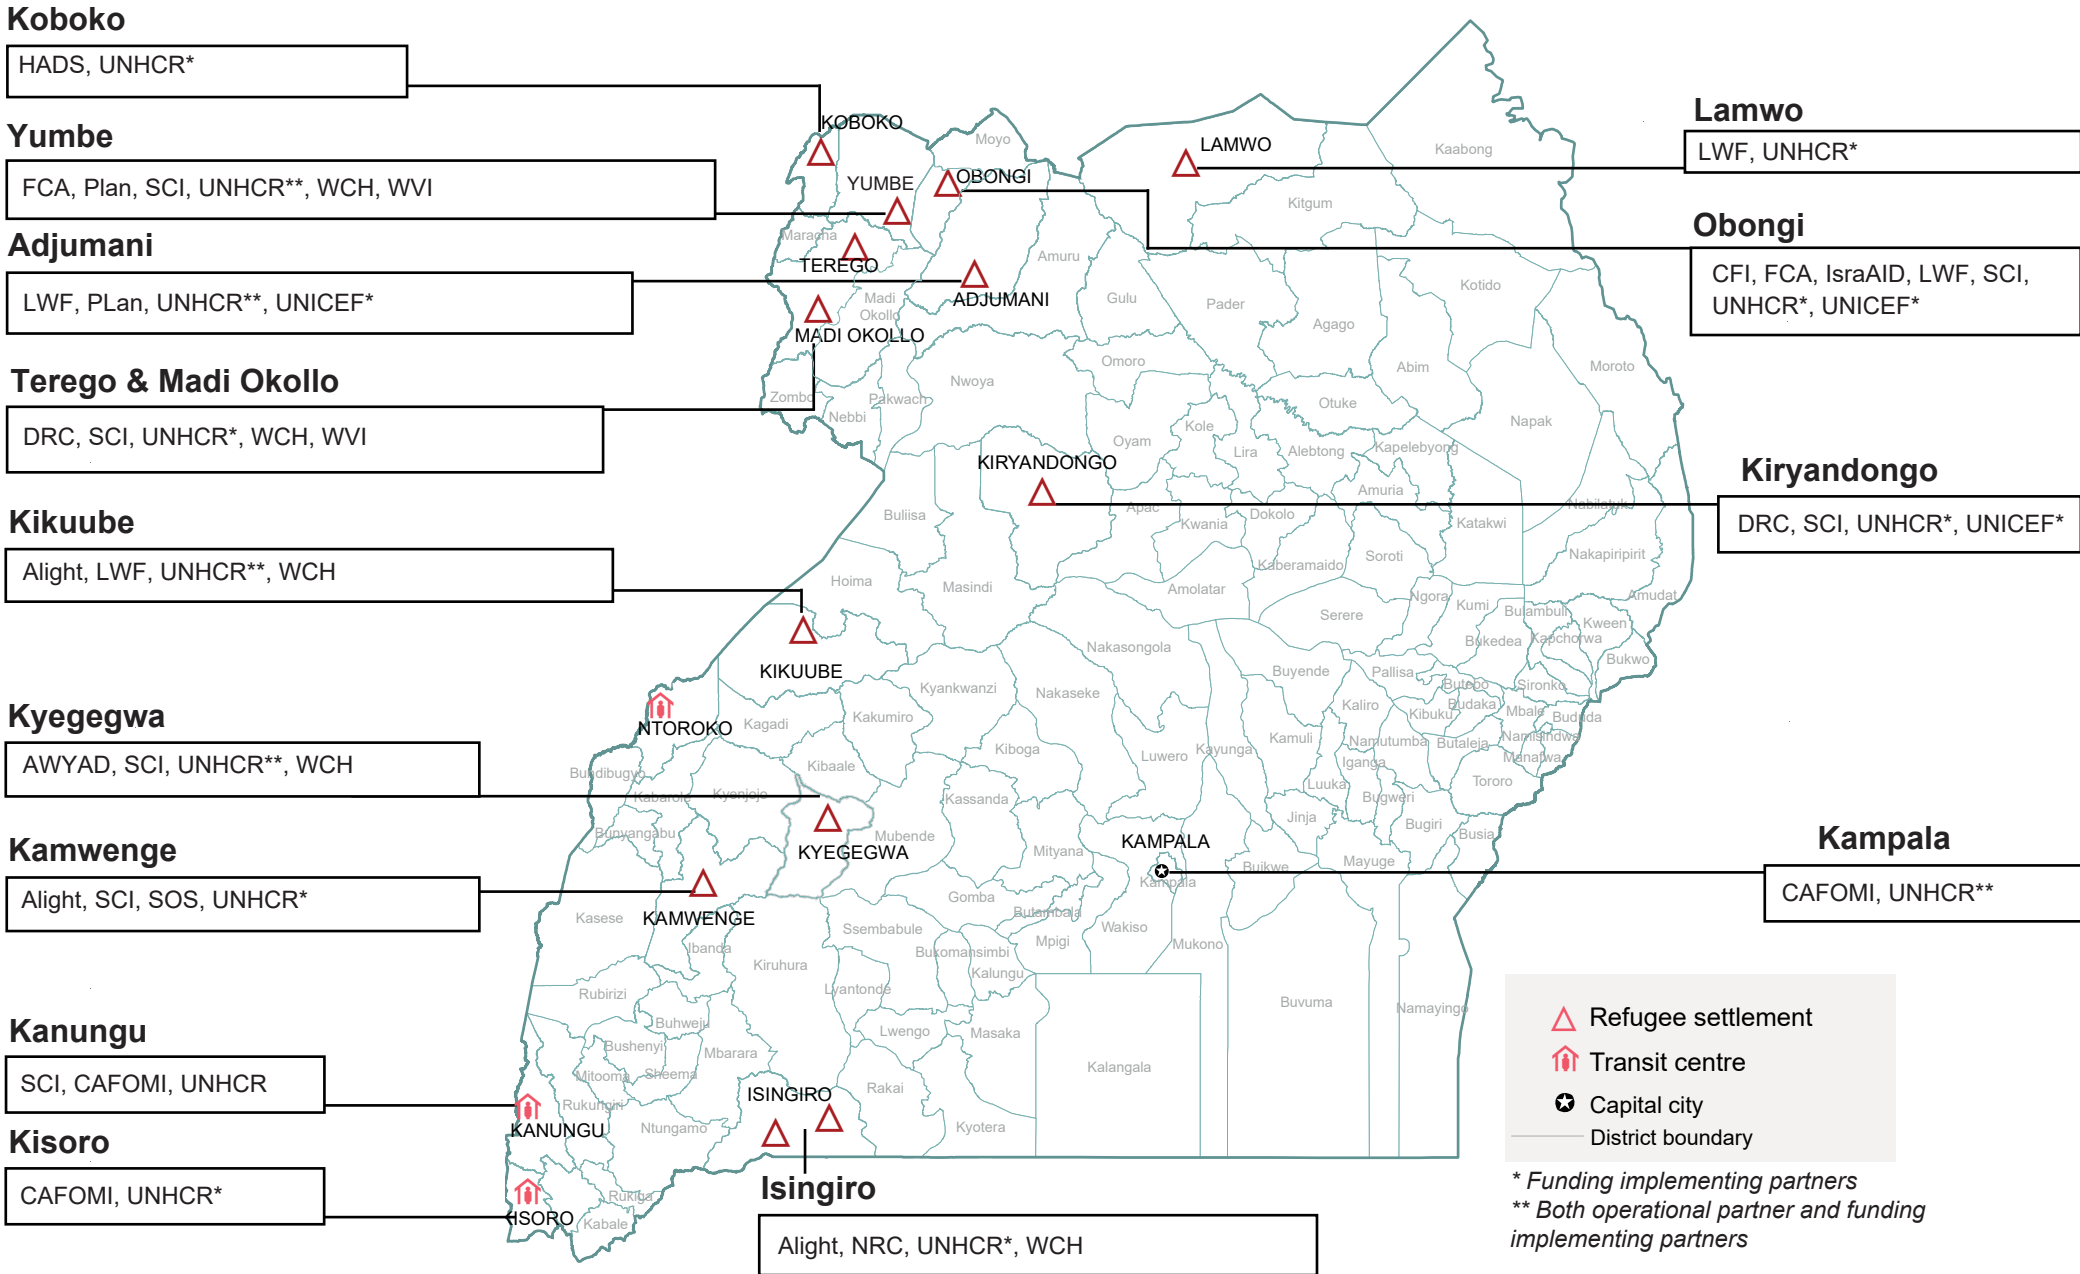 Koboko
HADS, UNHCR*
Yumbe
FCA, Plan, SCI, UNHCR**, WCH, WVI
Adjumani
LWF, PLan, UNHCR**, UNICEF*
Terego & Madi Okollo
DRC, SCI, UNHCR*, WCH, WVI
Kikuube
Alight, LWF, UNHCR**, WCH
Kyegegwa
AWYAD, SCI, UNHCR**, WCH
Kamwenge
Alight, SCI, SOS, UNHCR*
Kanungu
SCI, CAFOMI, UNHCR
Kisoro
CAFOMI, UNHCR*
Isingiro
Alight, NRC, UNHCR*, WCH
Lamwo
LWF, UNHCR*
Obongi
CFI, FCA, IsraAID, LWF, SCI,
UNHCR*, UNICEF*
Kiryandongo
DRC, SCI, UNHCR*, UNICEF*
Kampala
CAFOMI, UNHCR**
KOBOKO
Moyo
LAMWO
Kaabong
YUMBE
OBONGI
Kitgum
Maracha
TEREGO
Amuru
ADJUMANI
Madi
Okollo
MADI OKOLLO
Gulu
Pader
Kotido
Agago
Omoro
Abim
Moroto
Nwoya
Zombo
Pakwach
Nebbi
Otuke
Napak
Kole
Oyam
Lira
Alebtong
Kapelebyong
KIRYANDONGO
Amuria
Nabilatuk
Buliisa
Apac
Kwania
Dokolo
Katakwi
Nakapiripirit
Soroti
Kaberamaido
Hoima
Masindi
Amolatar
Ngora
Kumi
Bulambuli
Amudat
Serere
Kween
Bukedea
Kapchorwa
Bukwo
Nakasongola
KIKUUBE
Buyende
Pallisa
Butebo
Sironko
Kyankwanzi
Nakaseke
Kaliro
Kibuku
Budaka
Mbale
Bududa
NTOROKO
Kagadi
Kakumiro
Kiboga
Luwero
Kayunga
Kamuli
Namutumba
Butaleja
Namisindwa
Manafwa
Iganga
Bundibugyo
Kibaale
Tororo
Kabarole
Kyenjojo
Kassanda
Luuka
Bugweri
Bunyangabu
Mubende
Jinja
Bugiri
Busia
KYEGEGWA
Mityana
KAMPALA
Kampala
Buikwe
Mayuge
Kasese
KAMWENGE
Gomba
Butambala
Ssembabule
Wakiso
Ibanda
Bukomansimbi
Mpigi
Mukono
Kiruhura
Kalungu
Rubirizi
Lyantonde
Buvuma
Namayingo
Buhweju
Lwengo
Masaka
Bushenyi
Mbarara
Mitooma
Sheema
Kalangala
Rakai
ISINGIRO
Rukungiri
KANUNGU
Ntungamo
Kyotera
Rukiga
KISORO
Kabale
Refugee settlement
Transit centre
Capital city
District boundary
* Funding implementing partners
** Both operational partner and funding
implementing partners